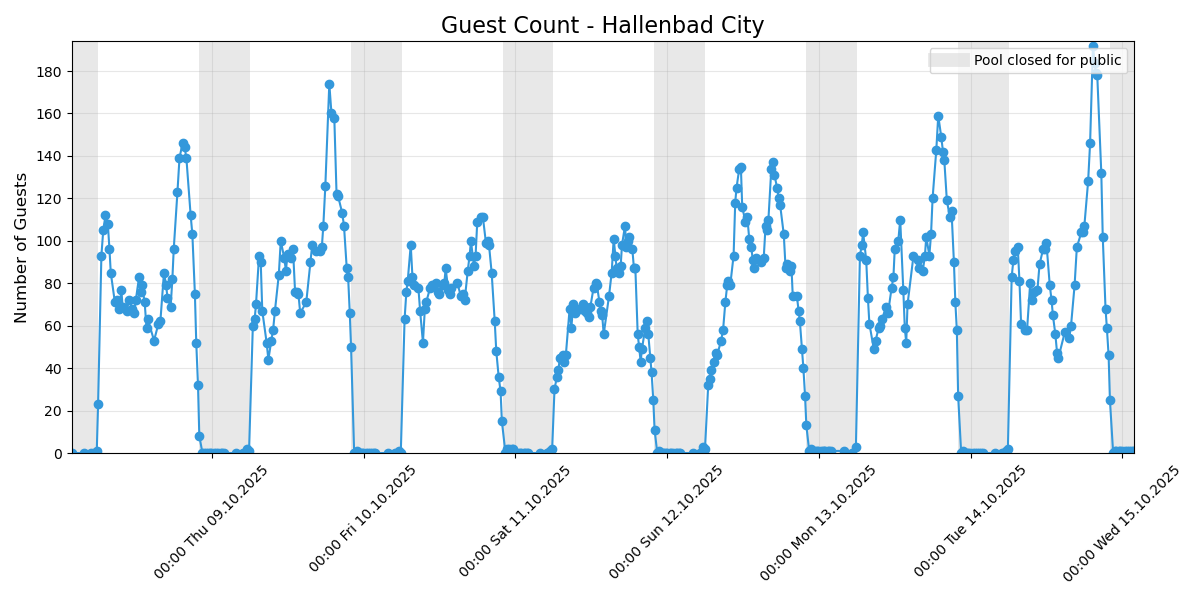 Guest Count - Hallenbad City
Pool closed for public
Number of Guests
180
160
140
120
100
80
60
40
20
0
00:00 Thu 09.10.2025
00:00 Fri 10.10.2025
00:00 Sat 11.10.2025
00:00 Sun 12.10.2025
00:00 Mon 13.10.2025
00:00 Tue 14.10.2025
00:00 Wed 15.10.2025